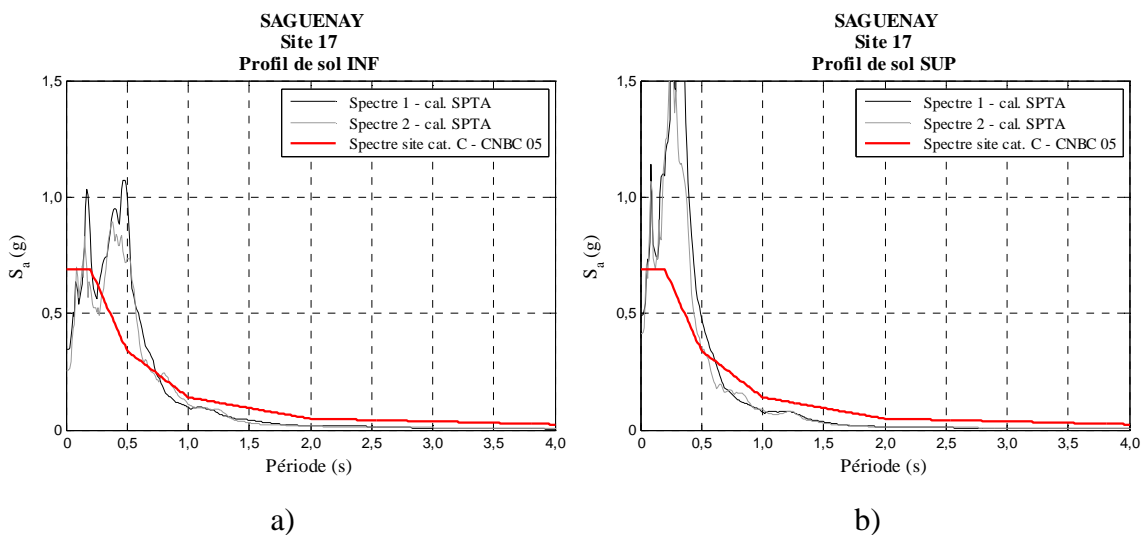 SAGUENAY
Site 17
Profil de sol INF
1,5
1,0
0,5
0
S_a (g)
Spectre 1 - cal. SPTA
Spectre 2 - cal. SPTA
Spectre site cat. C - CNBC 05
0 0,5 1,0 1,5 2,0 2,5 3,0 3,5 4,0
Période (s)
a)
SAGUENAY
Site 17
Profil de sol SUP
1,5
1,0
0,5
0
S_a (g)
Spectre 1 - cal. SPTA
Spectre 2 - cal. SPTA
Spectre site cat. C - CNBC 05
0 0,5 1,0 1,5 2,0 2,5 3,0 3,5 4,0
Période (s)
b)